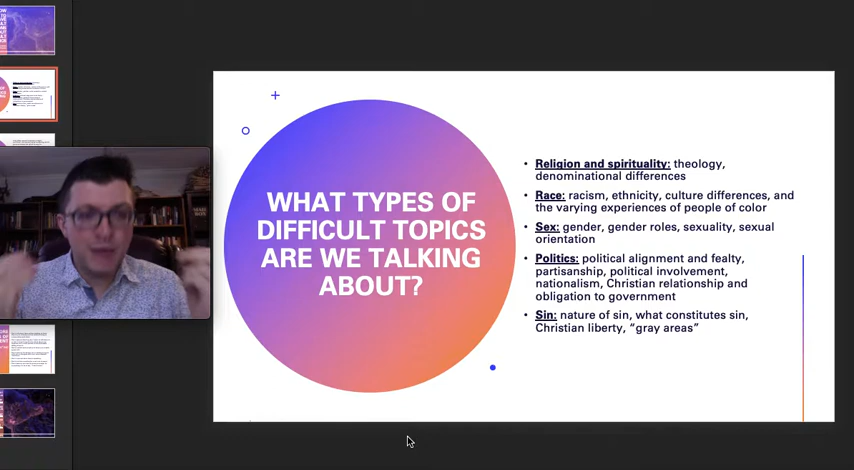 WHAT TYPES OF
DIFFICULT TOPICS
ARE WE TALKING
ABOUT?
• Religion and spirituality: theology,
denominational differences
• Race: racism, ethnicity, culture differences, and
the varying experiences of people of color
• Sex: gender, gender roles, sexuality, sexual
orientation
• Politics: political alignment and fealty,
partisanship, political involvement,
nationalism, Christian relationship and
obligation to government
• Sin: nature of sin, what constitutes sin,
Christian liberty, “gray areas”